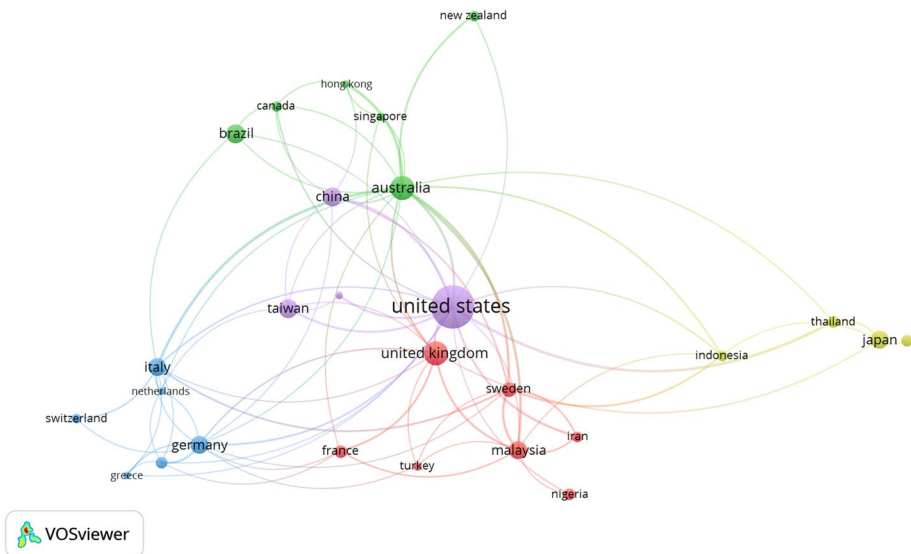 new zealand
hong kong
canada
singapore
brazil
australia
china
united states
taiwan
thailand
japan
united kingdom
indonesia
italy
sweden
netherlands
switzerland
iran
germany
france
malaysia
turkey
greece
nigeria
VOSviewer